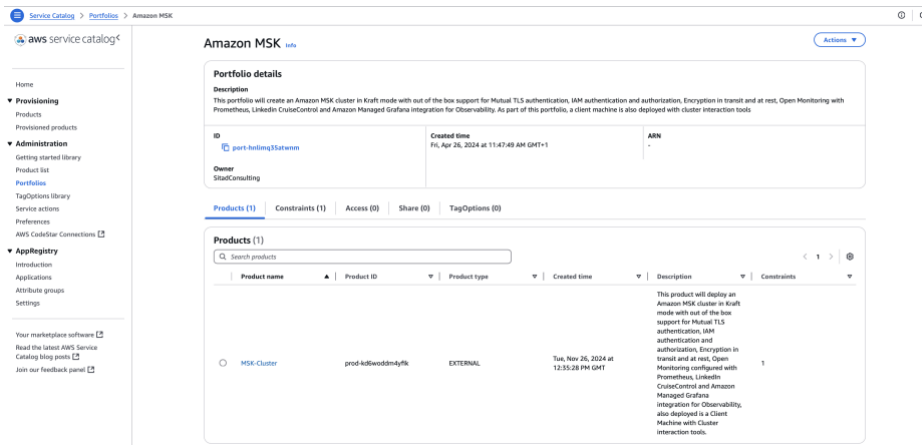 Service Catalog > Portfolios > Amazon MSK
aws service catalog
Home
Provisioning
Products
Provisioned products
Administration
Getting started library
Product list
Portfolios
TagOptions library
Service actions
Preferences
AWS CodeStar Connections
AppRegistry
Introduction
Applications
Attribute groups
Settings
Your marketplace software
Read the latest AWS Service
Catalog blog posts
Join our feedback panel
Amazon MSK Info
Actions
Portfolio details
Description
This portfolio will create an Amazon MSK cluster in Kraft mode with out of the box support for Mutual TLS authentication, IAM authentication and authorization, Encryption in transit and at rest, Open Monitoring with
Prometheus, LinkedIn CruiseControl and Amazon Managed Grafana integration for Observability. As part of this portfolio, a client machine is also deployed with cluster interaction tools
ID
port-hnlimq35atwnm
Created time
Fri, Apr 26, 2024 at 11:47:49 AM GMT+1
ARN
-
Owner
SitadConsulting
Products (1) Constraints (1) Access (0) Share (0) TagOptions (0)
Products (1)
Search products
1
Product name Product ID Product type Created time Description Constraints
MSK-Cluster
prod-kd6woddm4yflk
EXTERNAL
Tue, Nov 26, 2024 at
12:35:28 PM GMT
This product will deploy an
Amazon MSK cluster in Kraft
mode with out of the box
support for Mutual TLS
authentication, IAM
authentication and
authorization, Encryption in
transit and at rest, Open
Monitoring configured with
Prometheus, LinkedIn
CruiseControl and Amazon
Managed Grafana
integration for Observability,
also deployed is a Client
Machine with Cluster
interaction tools.
1